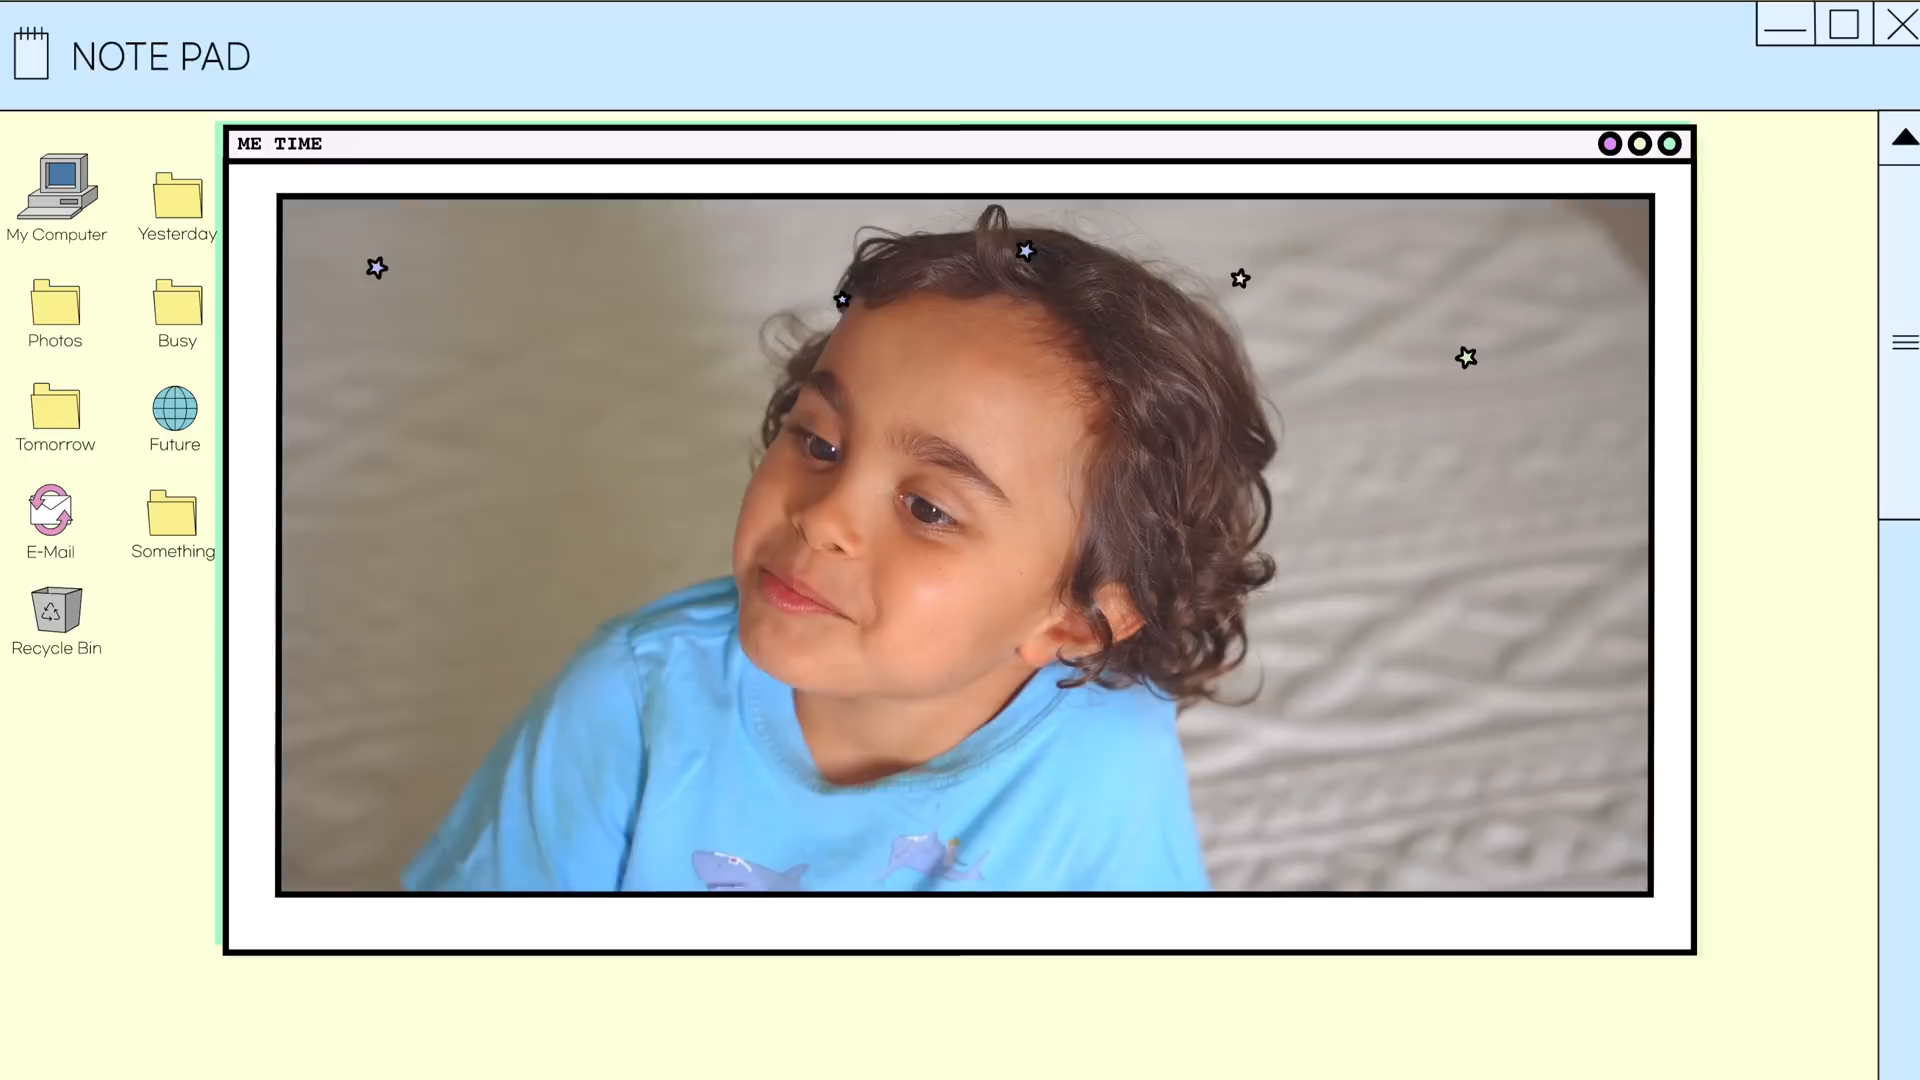 NOTE PAD
ME TIME
My Computer
Yesterday
Photos
Busy
Tomorrow
Future
E-Mail
Something
Recycle Bin